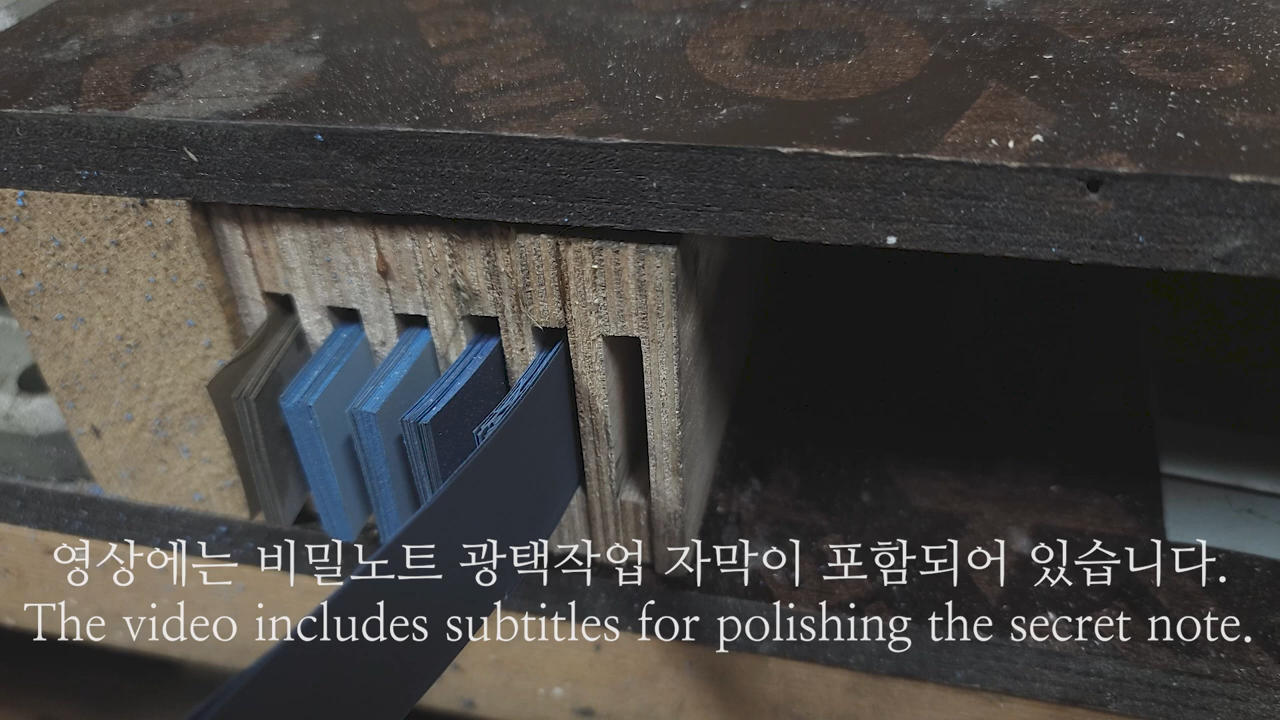 영상에는 비밀노트 광택작업 자막이 포함되어 있습니다.
The video includes subtitles for polishing the secret note.